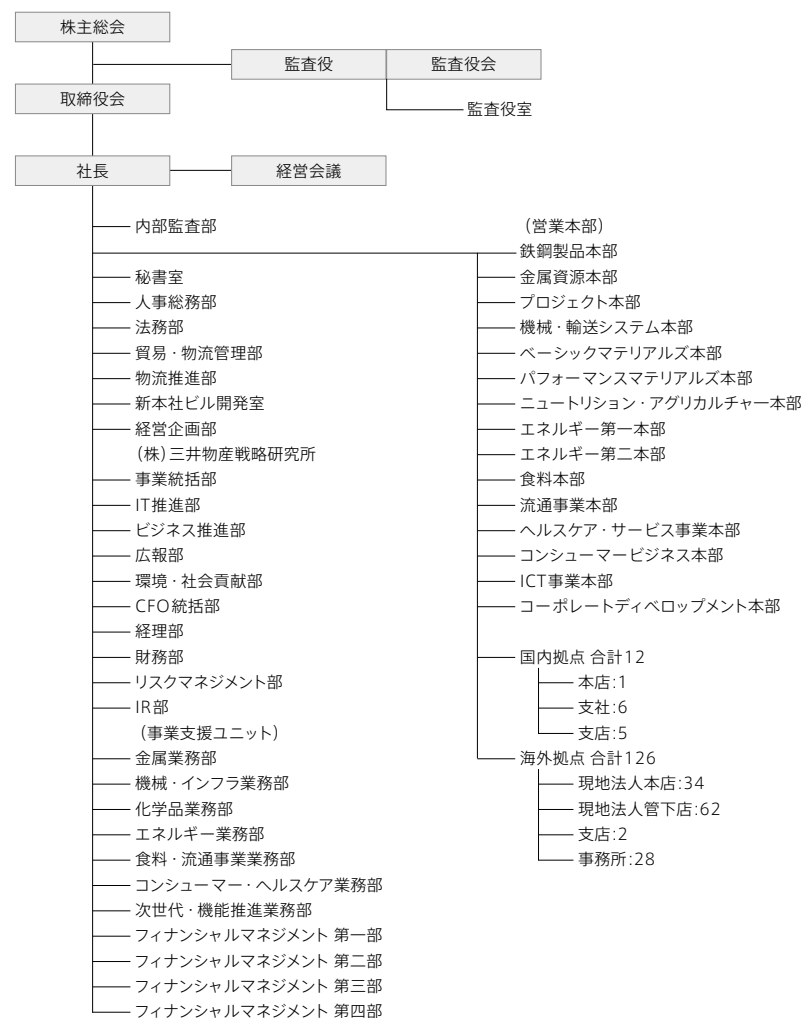 株主総会
監査役
監査役会
取締役会
監査役室
社長
経営会議
内部監査部
秘書室
人事総務部
法務部
貿易・物流管理部
物流推進部
新本社ビル開発室
経営企画部
(株)三井物産戦略研究所
事業統括部
IT推進部
ビジネス推進部
広報部
環境・社会貢献部
CFO統括部
経理部
財務部
リスクマネジメント部
IR部
(事業支援ユニット)
金属業務部
機械・インフラ業務部
化学品業務部
エネルギー業務部
食料・流通事業業務部
コンシューマー・ヘルスケア業務部
次世代・機能推進業務部
フィナンシャルマネジメント 第一部
フィナンシャルマネジメント 第二部
フィナンシャルマネジメント 第三部
フィナンシャルマネジメント 第四部
(営業本部)
鉄鋼製品本部
金属資源本部
プロジェクト本部
機械・輸送システム本部
ベーシックマテリアルズ本部
パフォーマンスマテリアルズ本部
ニュートリション・アグリカルチャー本部
エネルギー第一本部
エネルギー第二本部
食料本部
流通事業本部
ヘルスケア・サービス事業本部
コンシューマービジネス本部
ICT事業本部
コーポレートディベロップメント本部
国内拠点 合計12
本店:1
支社:6
支店:5
海外拠点 合計126
現地法人本店:34
現地法人管下店:62
支店:2
事務所:28